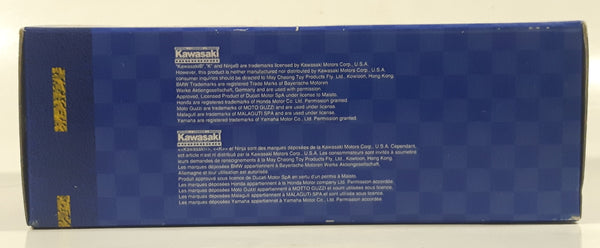 Kawasaki
"Kawasaki®", "K" and Ninja® are trademarks licensed by Kawasaki Motors Corp., U.S.A.
However, this product is neither manufactured nor distributed by Kawasaki Motors Corp., U.S.A.
consumer inquiries should be directed to May Cheong Toy Products Fty. Ltd., Kowloon, Hong Kong.
BMW Trademarks are registered Trade Marks of Bayerische Motoren
Werke Aktiengesellschaft, Germany and are used with permission.
Approved, Licensed Product of Ducati Motor SpA under license to Maisto.
Honda are registered trademarks of Honda Motor Co., Ltd. Permission granted.
Moto Guzzi are trademarks of MOTO GUZZI and are used under license.
Malaguti are trademarks of MALAGUTI SPA and are used under license.
Yamaha are registered trademarks of Yamaha Motor Co., Ltd. Permission granted.
Kawasaki
«Kawasaki», «K» et Ninja sont des marques déposées de la Kawasaki Motors Corp., U.S.A. Cependant,
cet article n'est ni produit ni distribué par la Kawasaki Motors Corp., U.S.A. Les consommateurs sont invités à soumettre
leurs demandes de renseignements à la May Cheong Toy Products Fty. Ltd., Kowloon, Hong Kong.
Les marques déposées BMW appartiennent à Bayerische Motoren Werke Aktiengesellschaft,
Allemagne et leur utilisation est autorisée.
Produit approuvé sous licence de Ducati Motor SpA en vertu d'un permis à Maisto.
Les marques déposées Honda appartiennent à Honda Motor company Ltd. Permission accordée.
Les marques déposées Moto Guzzi appartiennent à MOTTO GUZZI et sont utilisées sous licence.
Les marques déposées Malaguti appartiennent à MALAGUTI SPA et sont utilisées sous licence.
Les marques déposées Yamaha appartiennent à Yamaha Motor Co., Ltd. Permission accordée.